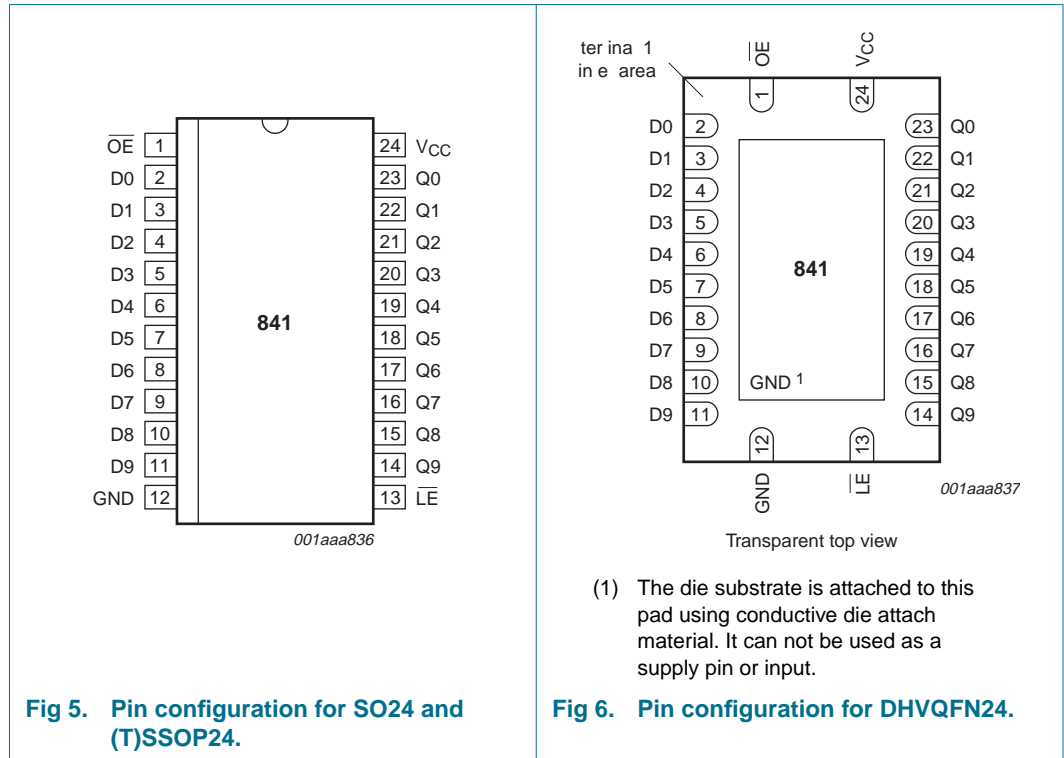 OE 1 24 VCC
D0 2 23 Q0
D1 3 22 Q1
D2 4 21 Q2
D3 5 20 Q3
D4 6 19 Q4
841
D5 7 18 Q5
D6 8 17 Q6
D7 9 16 Q7
D8 10 15 Q8
D9 11 14 Q9
GND 12 13 LE
001aaa836
Fig 5. Pin configuration for SO24 and
(T)SSOP24.
ter ina 1
in e area
OE VCC
1 24
D0 2 23 Q0
D1 3 22 Q1
D2 4 21 Q2
D3 5 20 Q3
D4 6 19 Q4
841
D5 7 18 Q5
D6 8 17 Q6
D7 9 16 Q7
D8 10 GND 1 15 Q8
D9 11 14 Q9
12 13
GND LE
001aaa837
Transparent top view
(1) The die substrate is attached to this
pad using conductive die attach
material. It can not be used as a
supply pin or input.
Fig 6. Pin configuration for DHVQFN24.